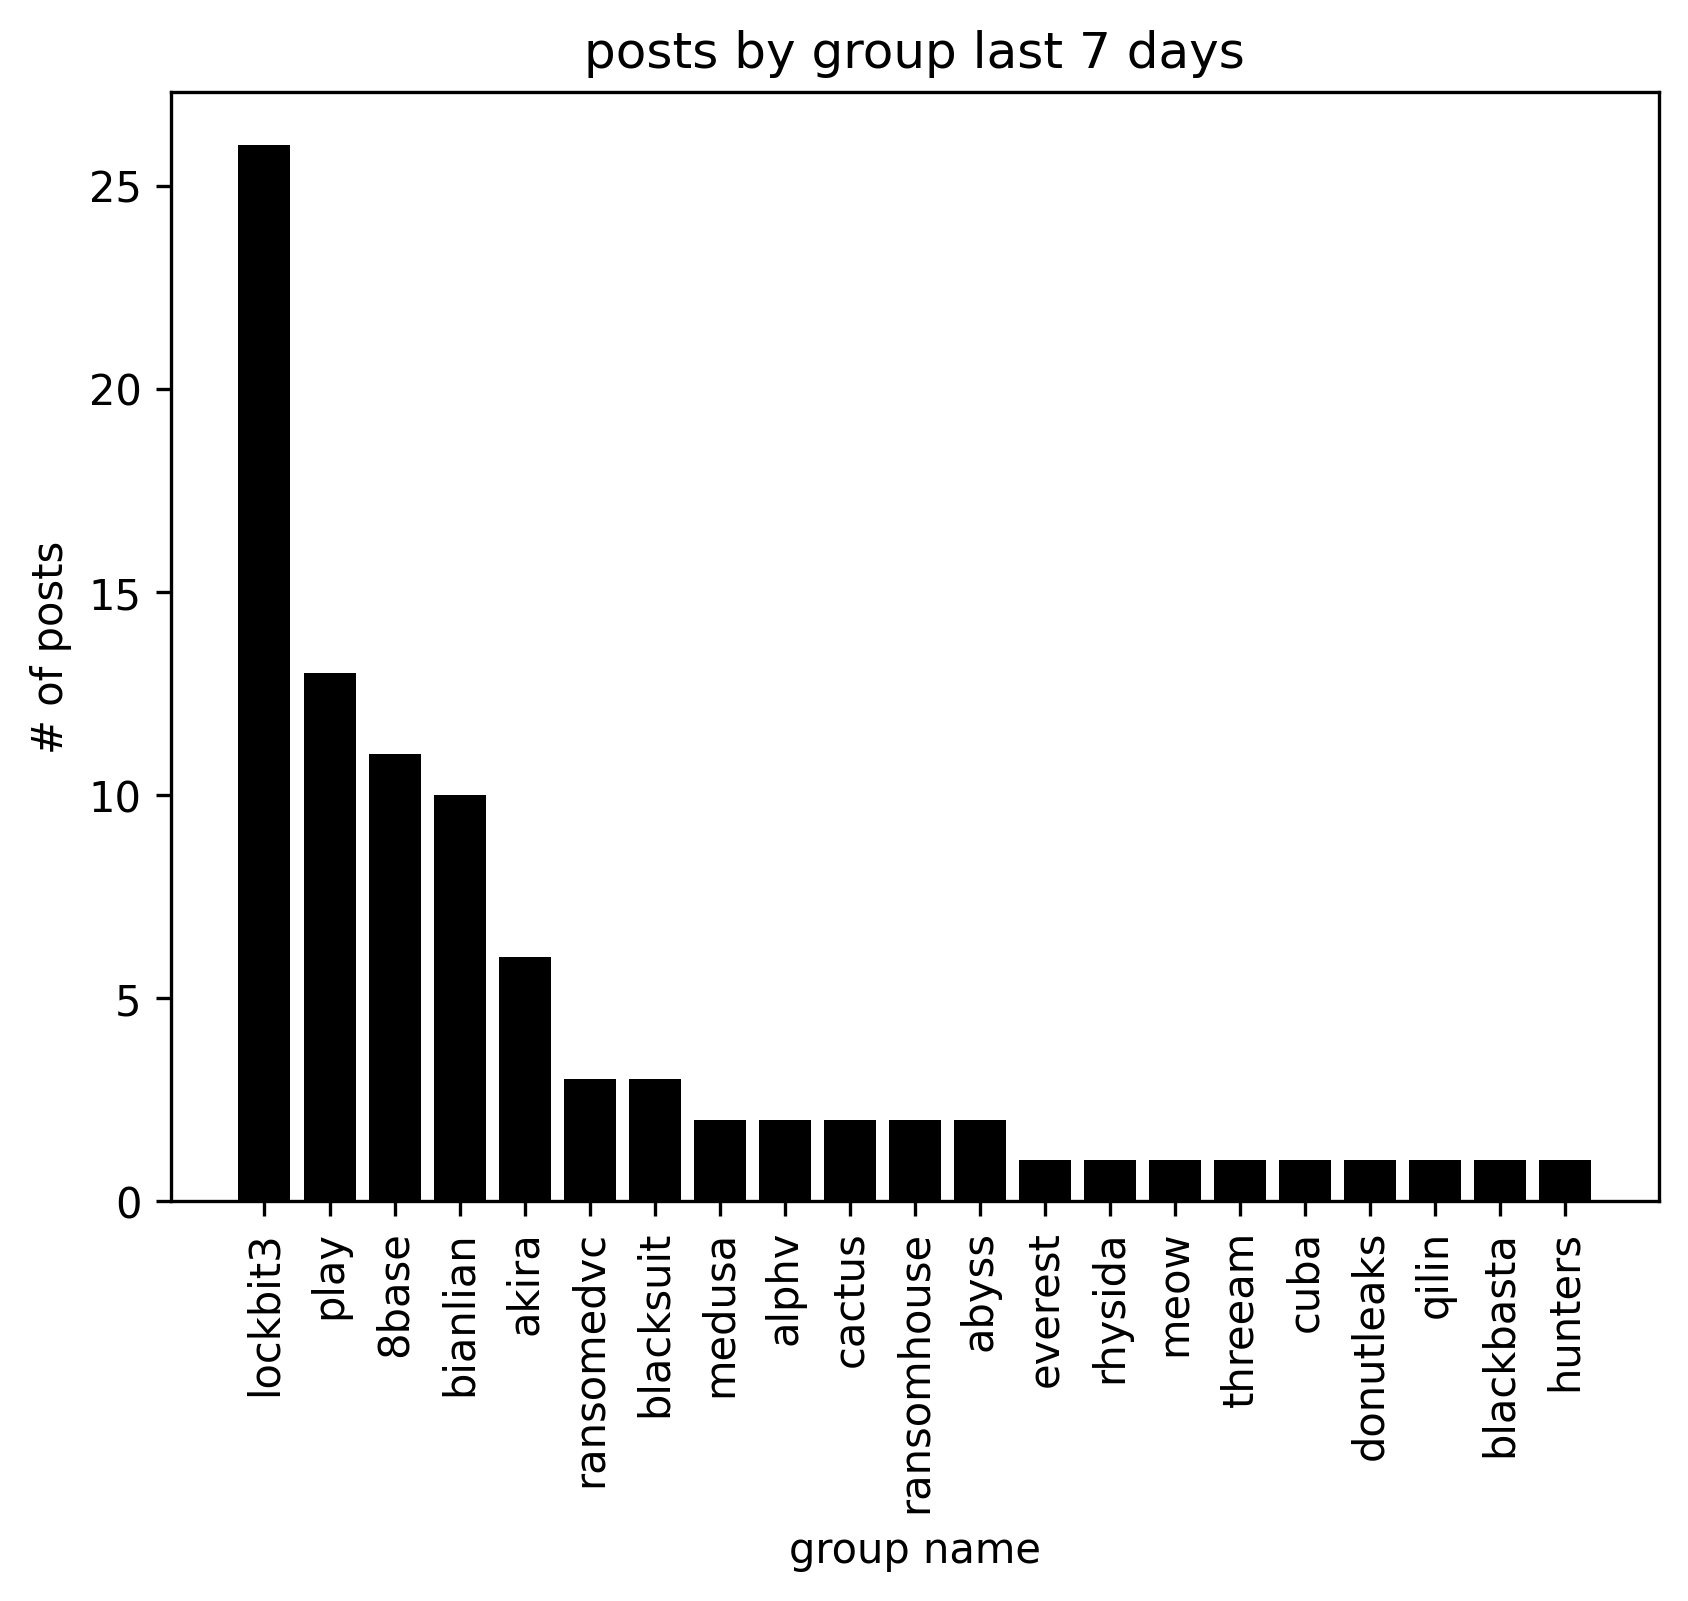 posts by group last 7 days
# of posts
25
20
15
10
5
0
lockbit3
play
8base
bianlian
akira
ransomedvc
blacksuit
medusa
alphv
cactus
ransomhouse
abyss
everest
rhysida
meow
threeam
cuba
donutleaks
qilin
blackbasta
hunters
group name